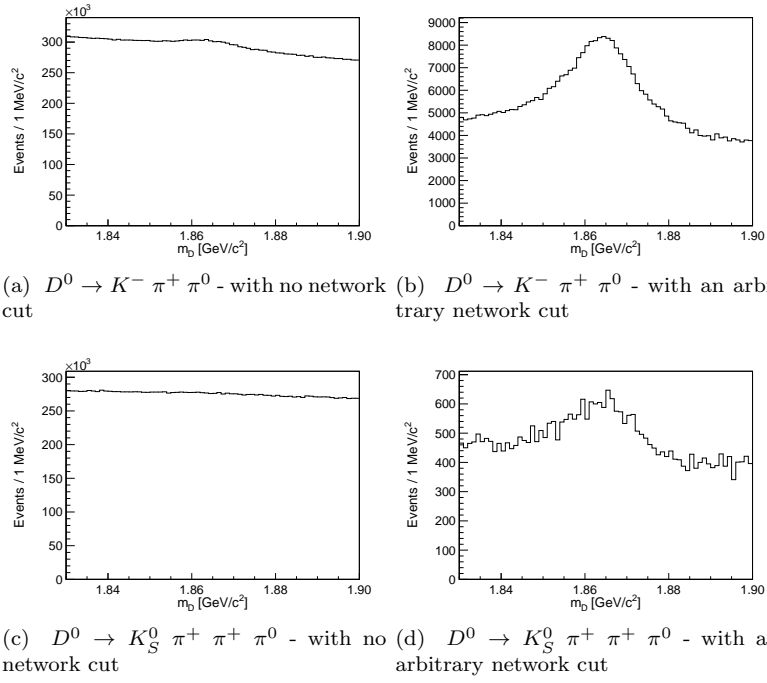 ×10³
300
250
200
150
100
50
0
Events / 1 MeV/c²
1.84 1.86 1.88 1.90
m_D [GeV/c²]
9000
8000
7000
6000
5000
4000
3000
2000
1000
0
Events / 1 MeV/c²
1.84 1.86 1.88 1.90
m_D [GeV/c²]
(a) D⁰ → K⁻ π⁺ π⁰ - with no network
cut
(b) D⁰ → K⁻ π⁺ π⁰ - with an arbi
trary network cut
×10³
300
250
200
150
100
50
0
Events / 1 MeV/c²
1.84 1.86 1.88 1.90
m_D [GeV/c²]
700
600
500
400
300
200
100
0
Events / 1 MeV/c²
1.84 1.86 1.88 1.90
m_D [GeV/c²]
(c) D⁰ → K_S⁰ π⁺ π⁺ π⁰ - with no
network cut
(d) D⁰ → K_S⁰ π⁺ π⁺ π⁰ - with a
arbitrary network cut